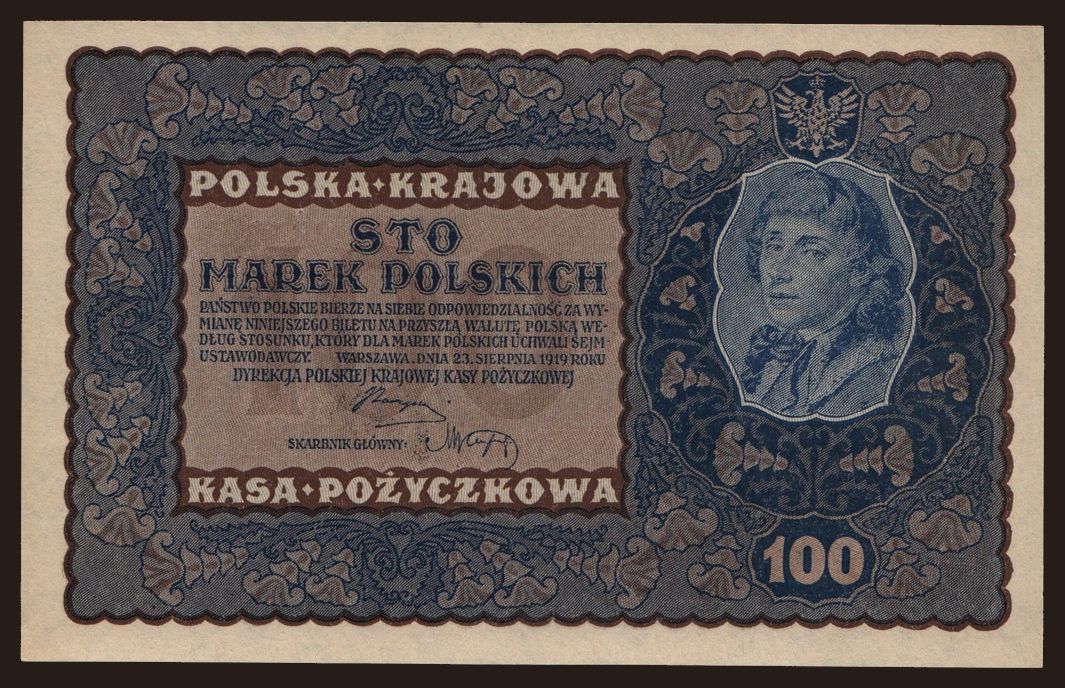 POLSKA·KRAJOWA
STO
MAREK POLSKICH
PAŃSTWO POLSKIE BIERZE NA SIEBIE ODPOWIEDZIALNOŚĆ ZA WY-
MIANĘ NINIEJSZEGO BILETU NA PRZYSZŁĄ WALUTĘ POLSKĄ WE-
DŁUG STOSUNKU, KTÓRY DLA MAREK POLSKICH UCHWALI SEJM
USTAWODAWCZY. WARSZAWA, DNIA 23. SIERPNIA 1919 ROKU
DYREKCJA POLSKIEJ KRAJOWEJ KASY POŻYCZKOWEJ
SKARBNIK GŁÓWNY:
KASA·POŻYCZKOWA
100